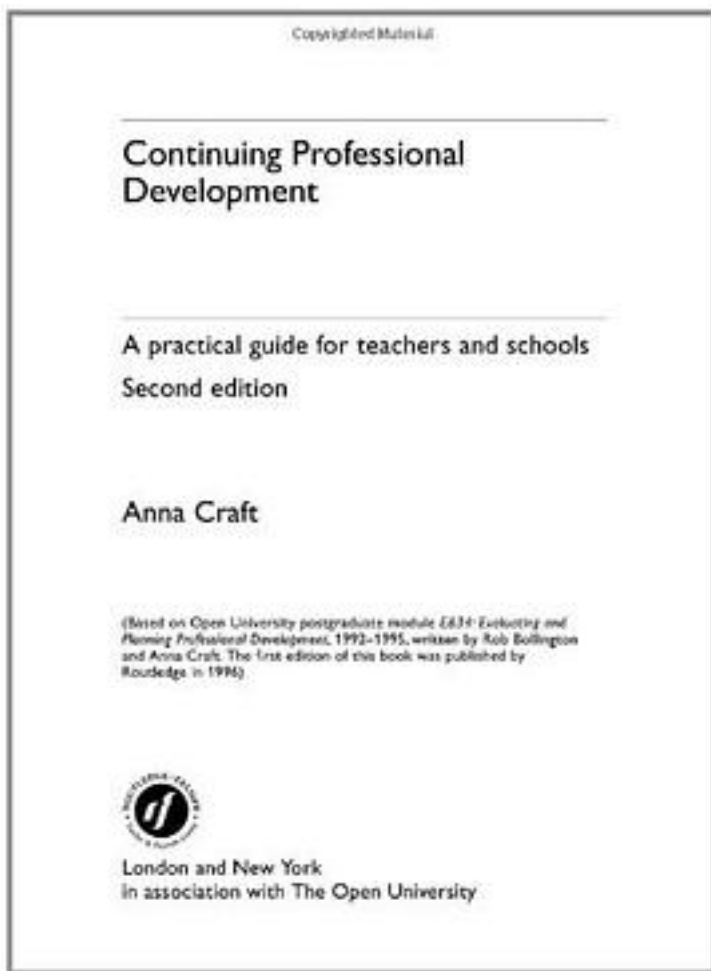 Copyrighted Material
Continuing Professional
Development
A practical guide for teachers and schools
Second edition
Anna Craft
(Based on Open University postgraduate module E634: Evaluating and
Planning Professional Development, 1992–1995, written by Rob Bollington
and Anna Craft. The first edition of this book was published by
Routledge in 1996)
London and New York
in association with The Open University